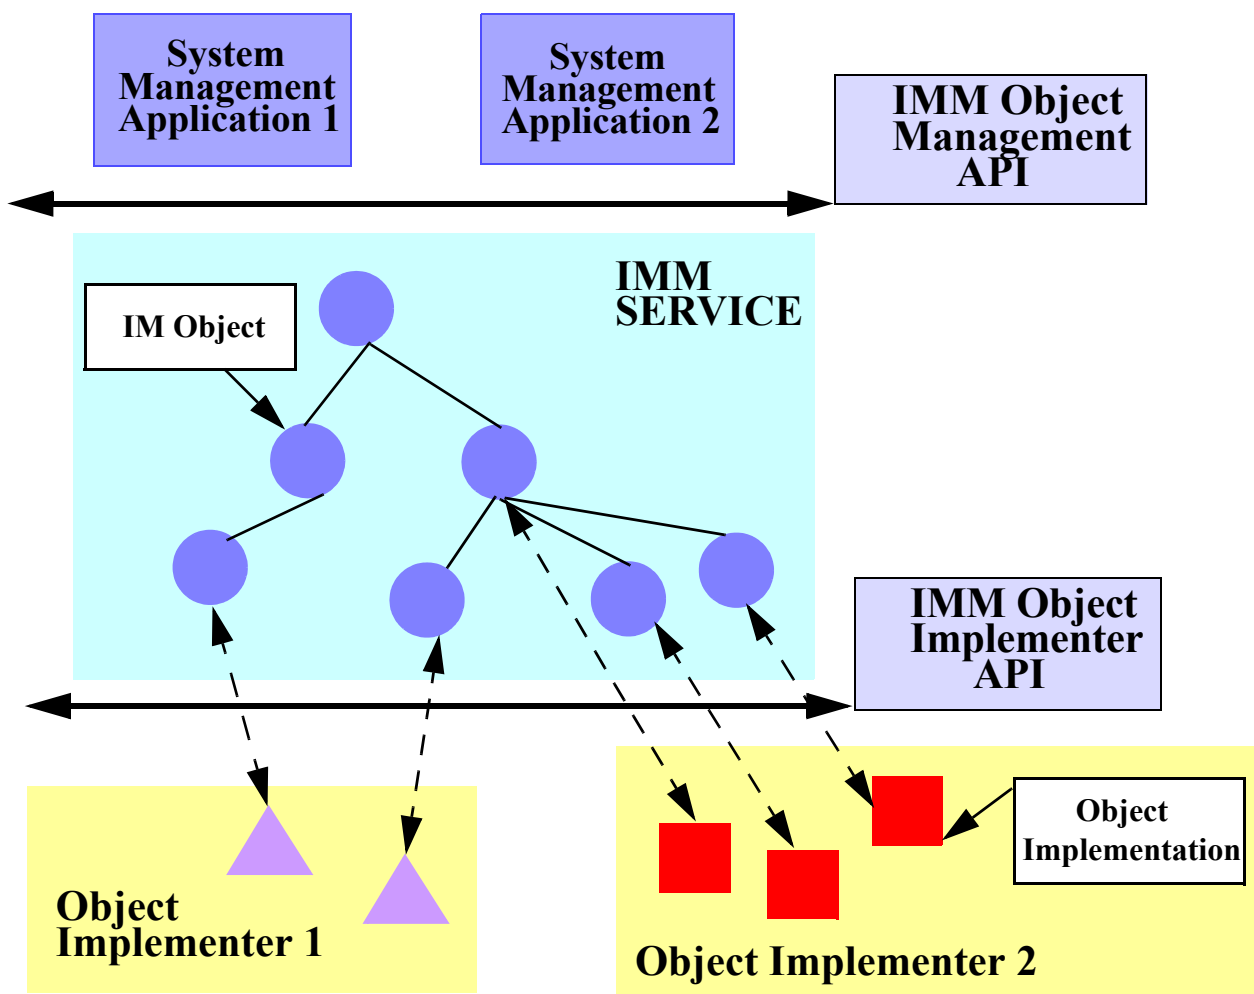 System
Management
Application 1
System
Management
Application 2
IMM Object
Management
API
IMM
SERVICE
IM Object
IMM Object
Implementer
API
Object
Implementation
Object
Implementer 1
Object Implementer 2